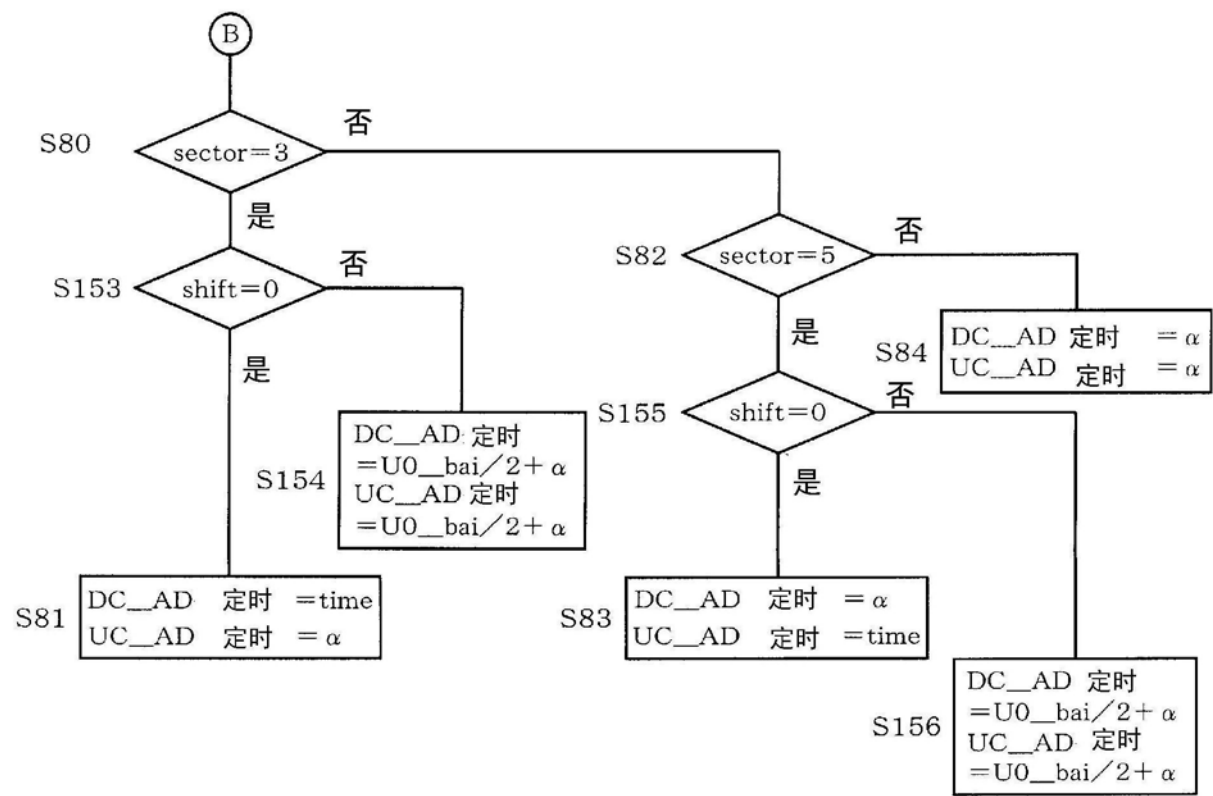 B
否
S80
sector=3
是
否
S82
sector=5
否
S153
shift=0
是
DC__AD 定时 =α
S84
UC__AD 定时 =α
是
否
S155
shift=0
DC__AD 定时
=U0__bai/2+α
S154
UC__AD 定时
=U0__bai/2+α
是
S81
DC__AD 定时 =time
UC__AD 定时 =α
S83
DC__AD 定时 =α
UC__AD 定时 =time
DC__AD 定时
=U0__bai/2+α
S156
UC__AD 定时
=U0__bai/2+α